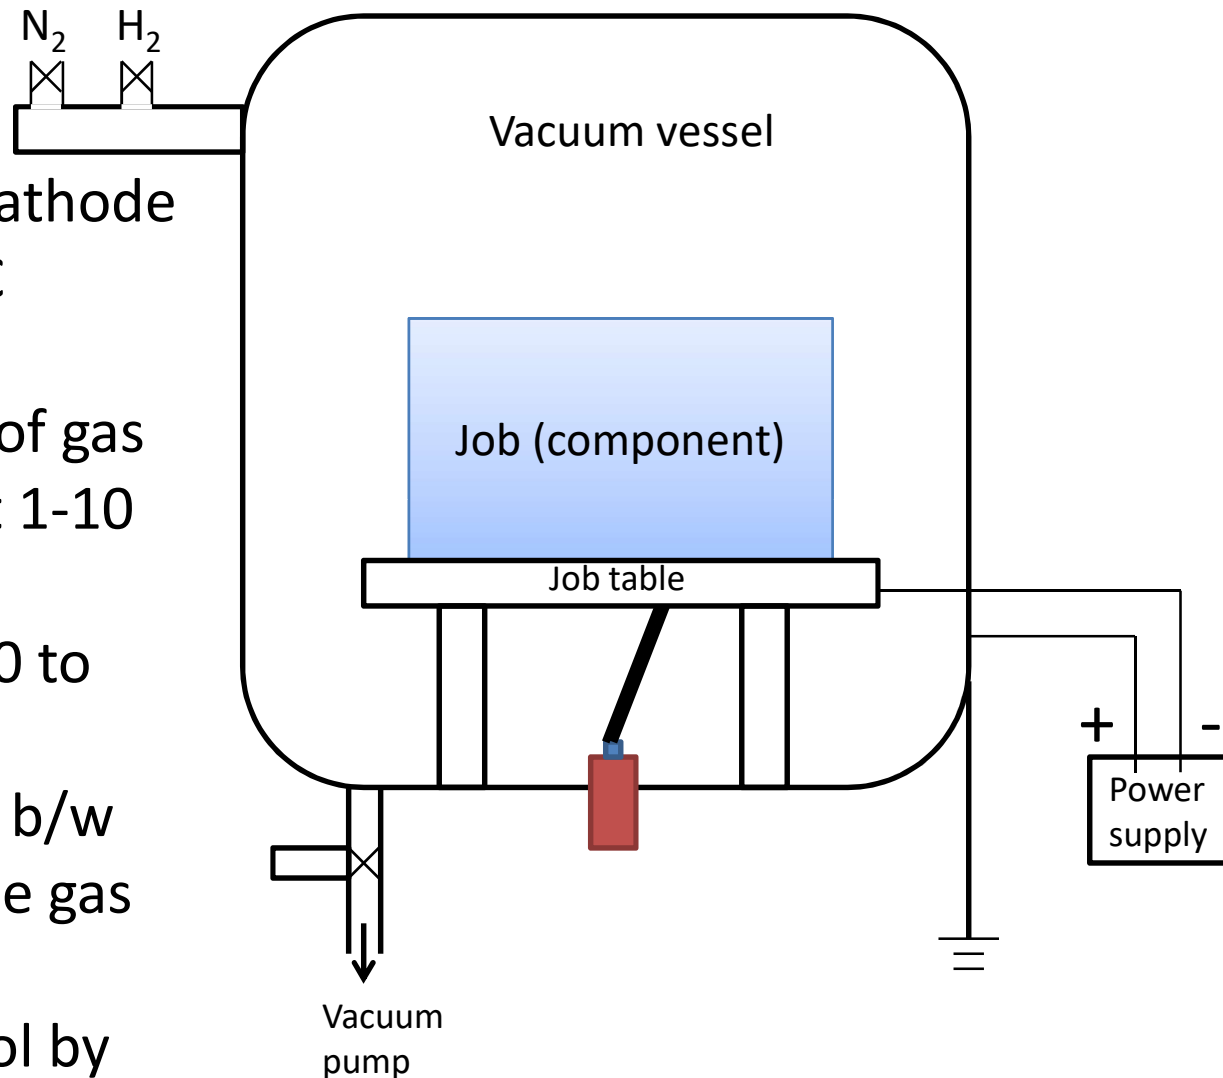 N2 H2
Vacuum vessel
athode
of gas
1-10
Job (component)
Job table
0 to
+ -
b/w
Power
supply
e gas
Vacuum
pump
ol by